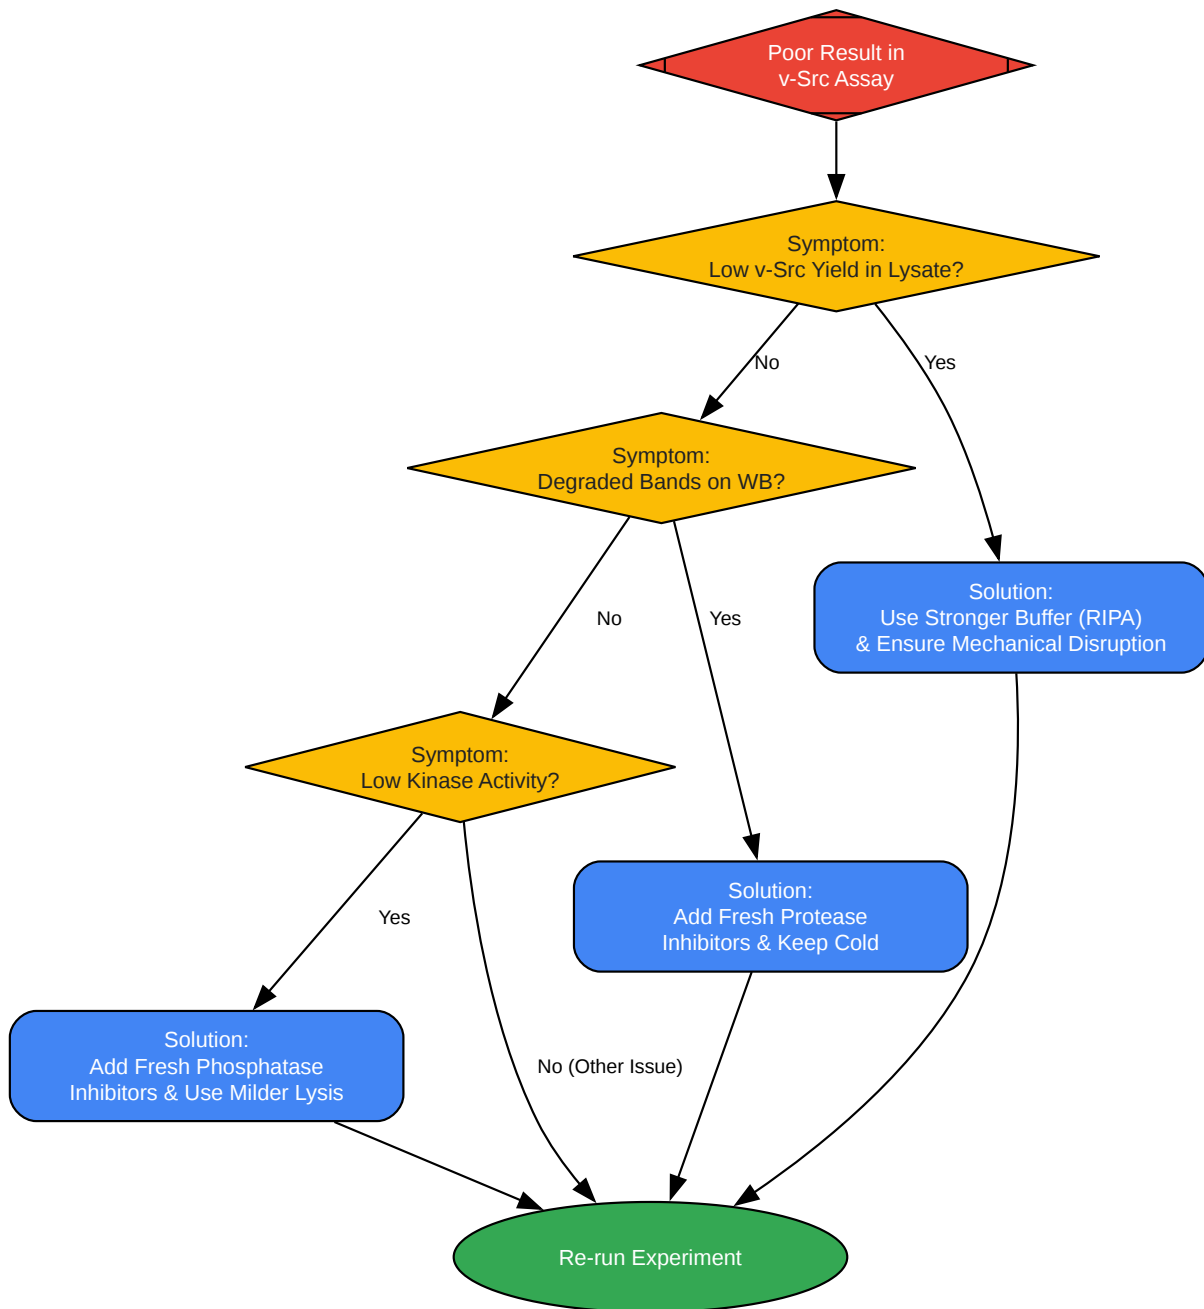 Poor Result in
v-Src Assay
Symptom:
Low v-Src Yield in Lysate?
No
Yes
Symptom:
Degraded Bands on WB?
Solution:
Use Stronger Buffer (RIPA)
& Ensure Mechanical Disruption
No
Yes
Symptom:
Low Kinase Activity?
Solution:
Add Fresh Protease
Inhibitors & Keep Cold
Yes
Solution:
Add Fresh Phosphatase
Inhibitors & Use Milder Lysis
No (Other Issue)
Re-run Experiment